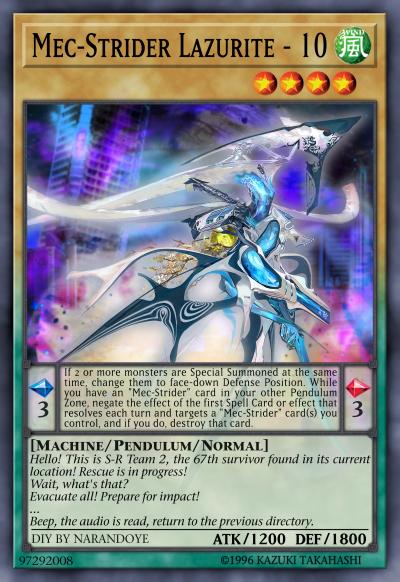 MEC-STRIDER LAZURITE - 10
WIND
風
If 2 or more monsters are Special Summoned at the same
time, change them to face-down Defense Position. While
you have an "Mec-Strider" card in your other Pendulum
Zone, negate the effect of the first Spell Card or effect that
resolves each turn and targets a "Mec-Strider" card(s) you
control, and if you do, destroy that card.
3
3
[MACHINE/PENDULUM/NORMAL]
Hello! This is S-R Team 2, the 67th survivor found in its current
location! Rescue is in progress!
Wait, what's that?
Evacuate all! Prepare for impact!
...
Beep, the audio is read, return to the previous directory.
DIY BY NARANDOYE
ATK/1200 DEF/1800
97292008
©1996 KAZUKI TAKAHASHI